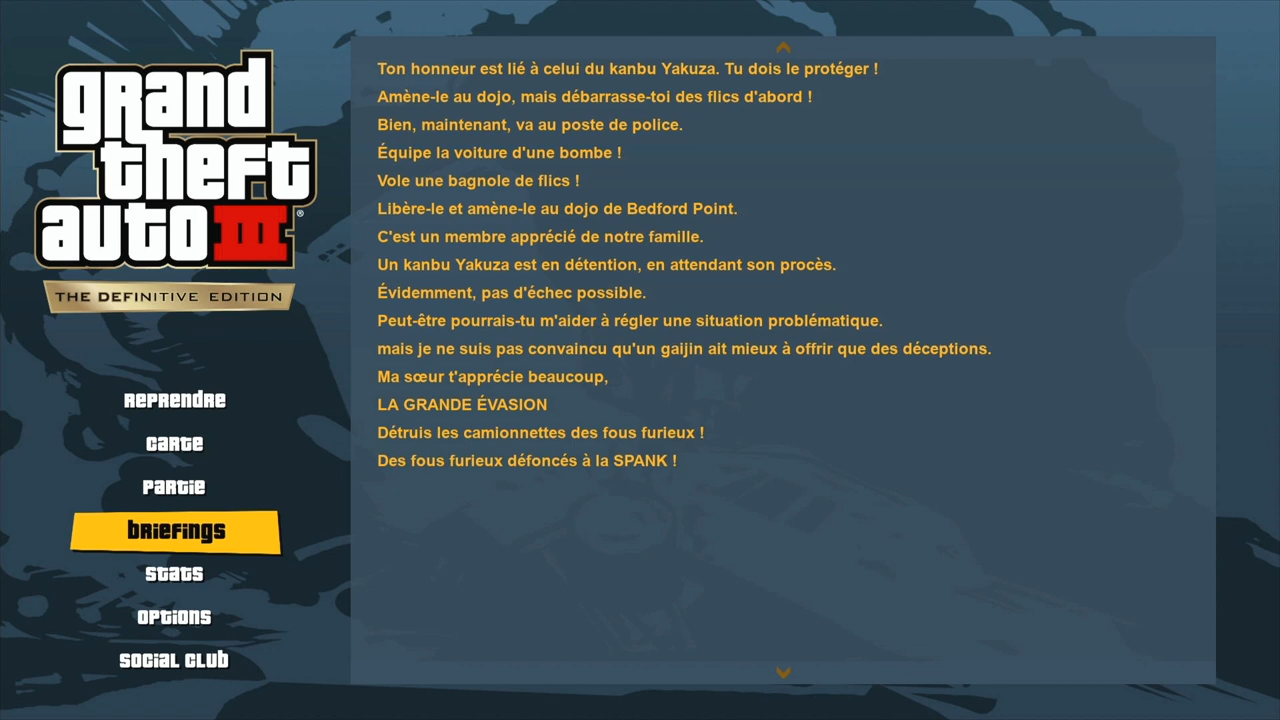 grand
theft
auto III ®
THE DEFINITIVE EDITION
Reprendre
Carte
Partie
Briefings
Stats
Options
Social Club
Ton honneur est lié à celui du kanbu Yakuza. Tu dois le protéger !
Amène-le au dojo, mais débarrasse-toi des flics d'abord !
Bien, maintenant, va au poste de police.
Équipe la voiture d'une bombe !
Vole une bagnole de flics !
Libère-le et amène-le au dojo de Bedford Point.
C'est un membre apprécié de notre famille.
Un kanbu Yakuza est en détention, en attendant son procès.
Évidemment, pas d'échec possible.
Peut-être pourrais-tu m'aider à régler une situation problématique.
mais je ne suis pas convaincu qu'un gaijin ait mieux à offrir que des déceptions.
Ma sœur t'apprécie beaucoup,
LA GRANDE ÉVASION
Détruis les camionnettes des fous furieux !
Des fous furieux défoncés à la SPANK !